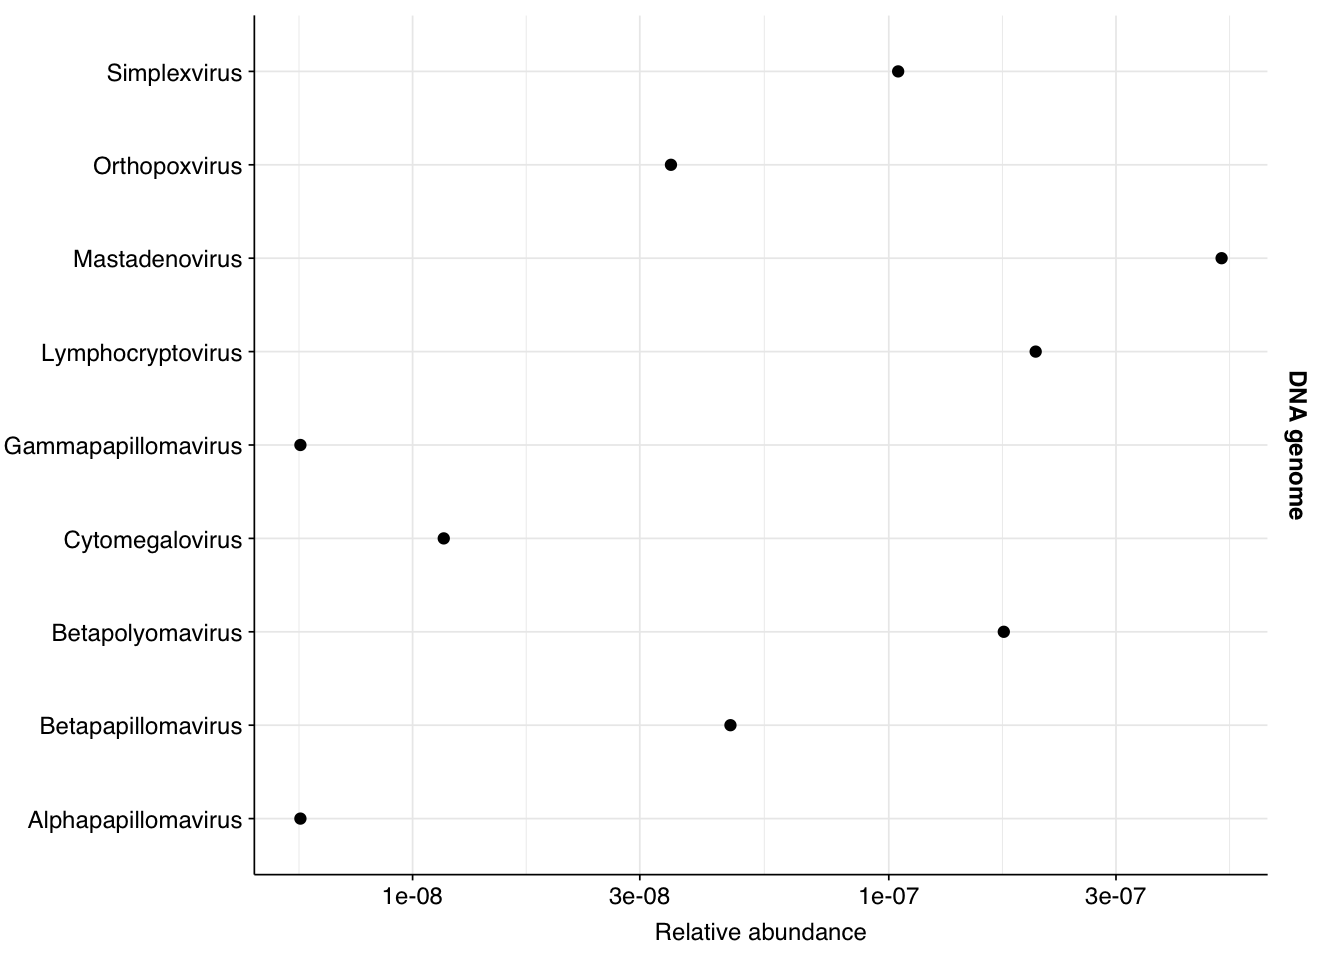 Simplexvirus
Orthopoxvirus
Mastadenovirus
Lymphocryptovirus
Gammapapillomavirus
Cytomegalovirus
Betapolyomavirus
Betapapillomavirus
Alphapapillomavirus
1e-08 3e-08 1e-07 3e-07
Relative abundance
DNA genome